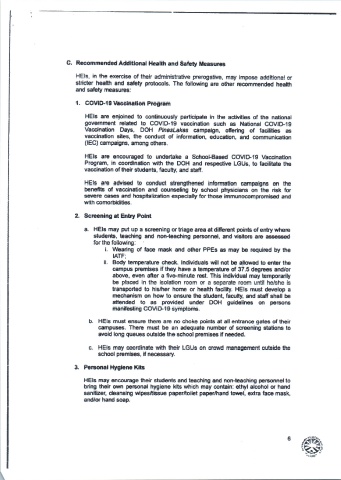 C. Recommended Additional Health and Safety Measures
HEIs, in the exercise of their administrative prerogative, may impose additional or
stricter health and safety protocols. The following are other recommended health
and safety measures:
1. COVID-19 Vaccination Program
HEIs are enjoined to continuously participate in the activities of the national
government related to COVID-19 vaccination such as National COVID-19
Vaccination Days, DOH PinasLakas campaign, offering of facilities as
vaccination sites, the conduct of information, education, and communication
(IEC) campaigns, among others.
HEIs are encouraged to undertake a School-Based COVID-19 Vaccination
Program, in coordination with the DOH and respective LGUs, to facilitate the
vaccination of their students, faculty, and staff.
HEIs are advised to conduct strengthened information campaigns on the
benefits of vaccination and counseling by school physicians on the risk for
severe cases and hospitalization especially for those immunocompromised and
with comorbidities.
2. Screening at Entry Point
a. HEIs may put up a screening or triage area at different points of entry where
students, teaching and non-teaching personnel, and visitors are assessed
for the following:
i. Wearing of face mask and other PPEs as may be required by the
IATF;
ii. Body temperature check. Individuals will not be allowed to enter the
campus premises if they have a temperature of 37.5 degrees and/or
above, even after a five-minute rest. This individual may temporarily
be placed in the isolation room or a separate room until he/she is
transported to his/her home or health facility. HEIs must develop a
mechanism on how to ensure the student, faculty, and staff shall be
attended to as provided under DOH guidelines on persons
manifesting COVID-19 symptoms.
b. HEIs must ensure there are no choke points at all entrance gates of their
campuses. There must be an adequate number of screening stations to
avoid long queues outside the school premises if needed.
c. HEIs may coordinate with their LGUs on crowd management outside the
school premises, if necessary.
3. Personal Hygiene Kits
HEIs may encourage their students and teaching and non-teaching personnel to
bring their own personal hygiene kits which may contain: ethyl alcohol or hand
sanitizer, cleansing wipes/tissue paper/toilet paper/hand towel, extra face mask,
and/or hand soap.
6